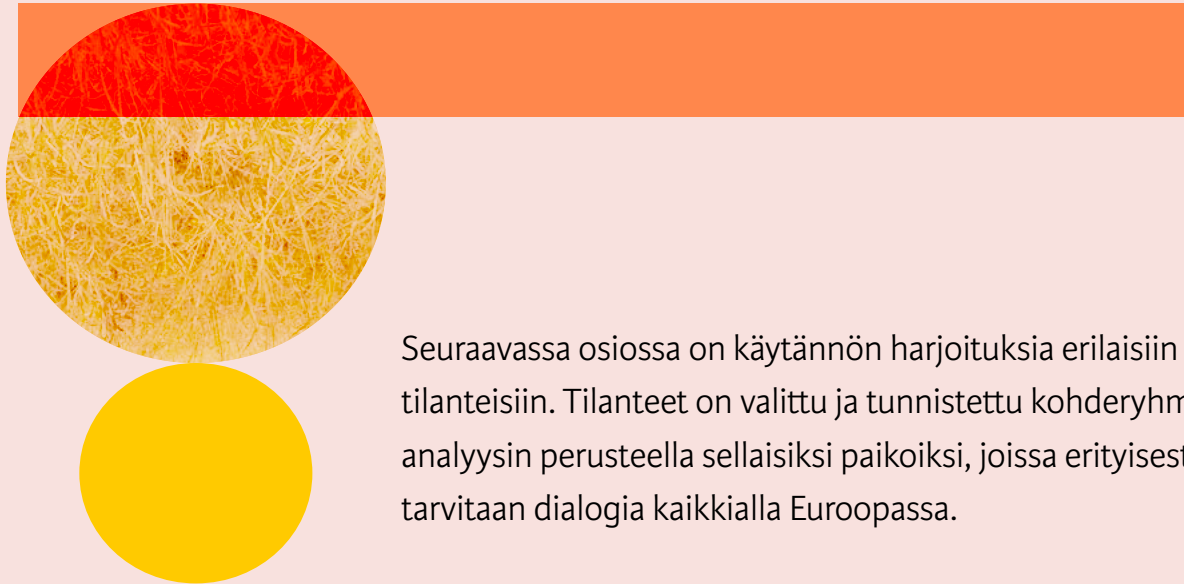 Seuraavassa osiossa on käytännön harjoituksia erilaisiin
tilanteisiin. Tilanteet on valittu ja tunnistettu
analyysin perusteella sellaisiksi paikoiksi, joissa
tarvitaan dialogia kaikkialla Euroopassa.